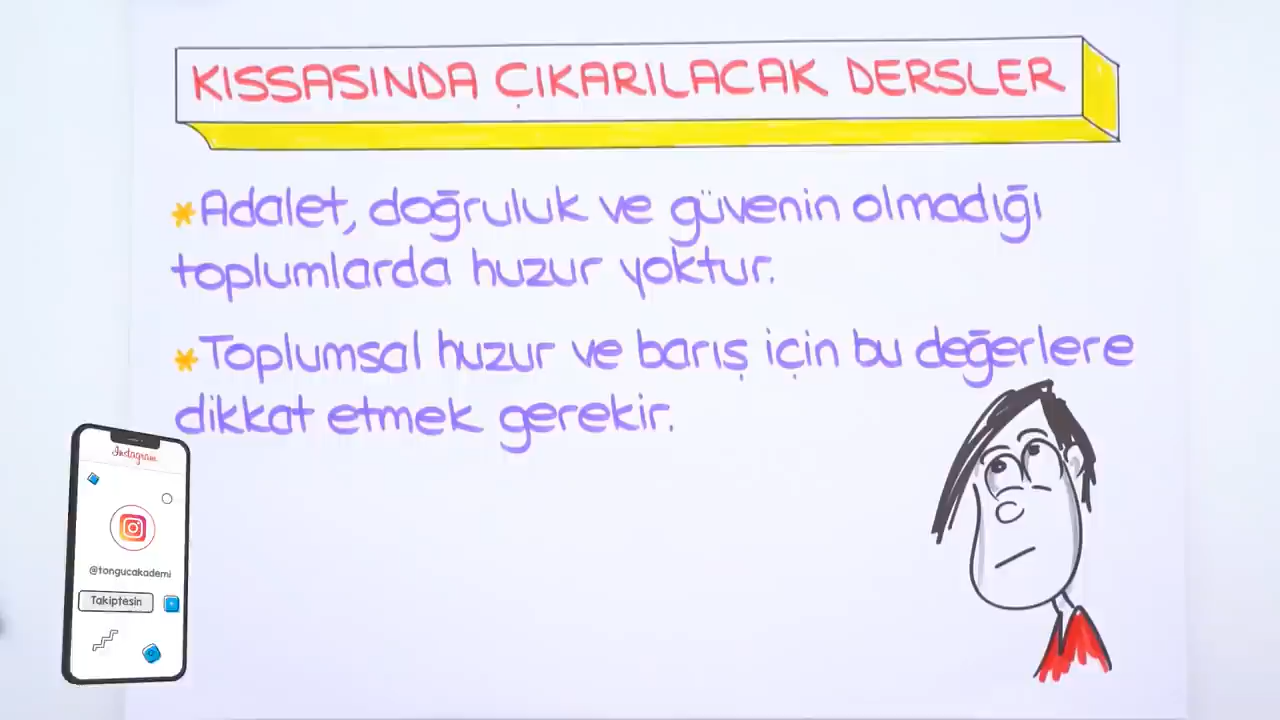 KISSASINDA ÇIKARILACAK DERSLER
*Adalet, doğruluk ve güvenin olmadığı
toplumlarda huzur yoktur.
*Toplumsal huzur ve barış için bu değerlere
dikkat etmek gerekir.
Instagram
@tongucakademi
Takiptesin